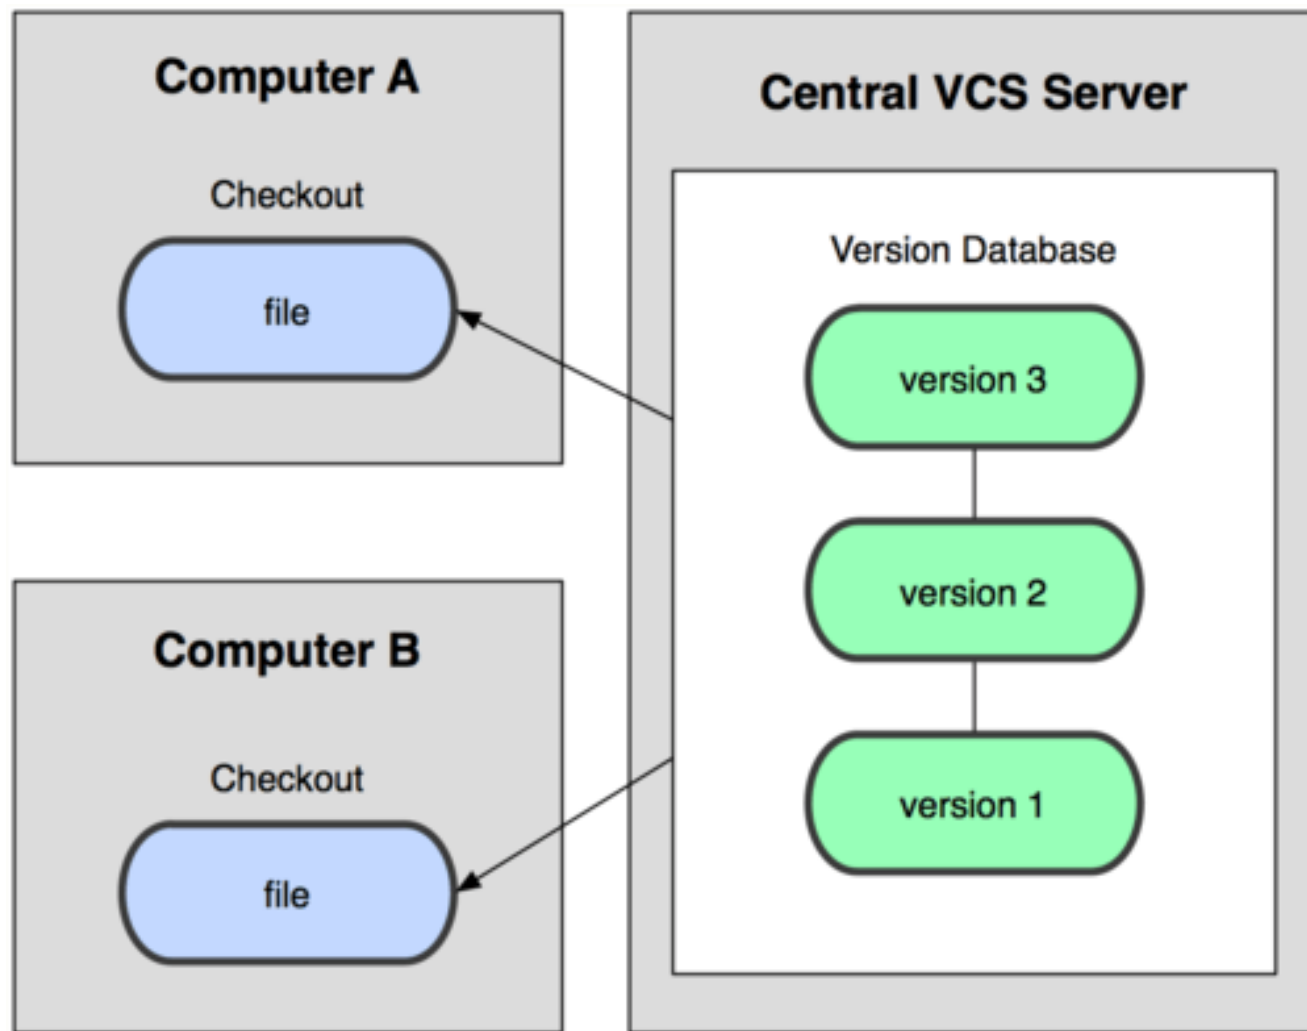 Computer A
Checkout
file
Computer B
Checkout
file
Central VCS Server
Version Database
version 3
version 2
version 1